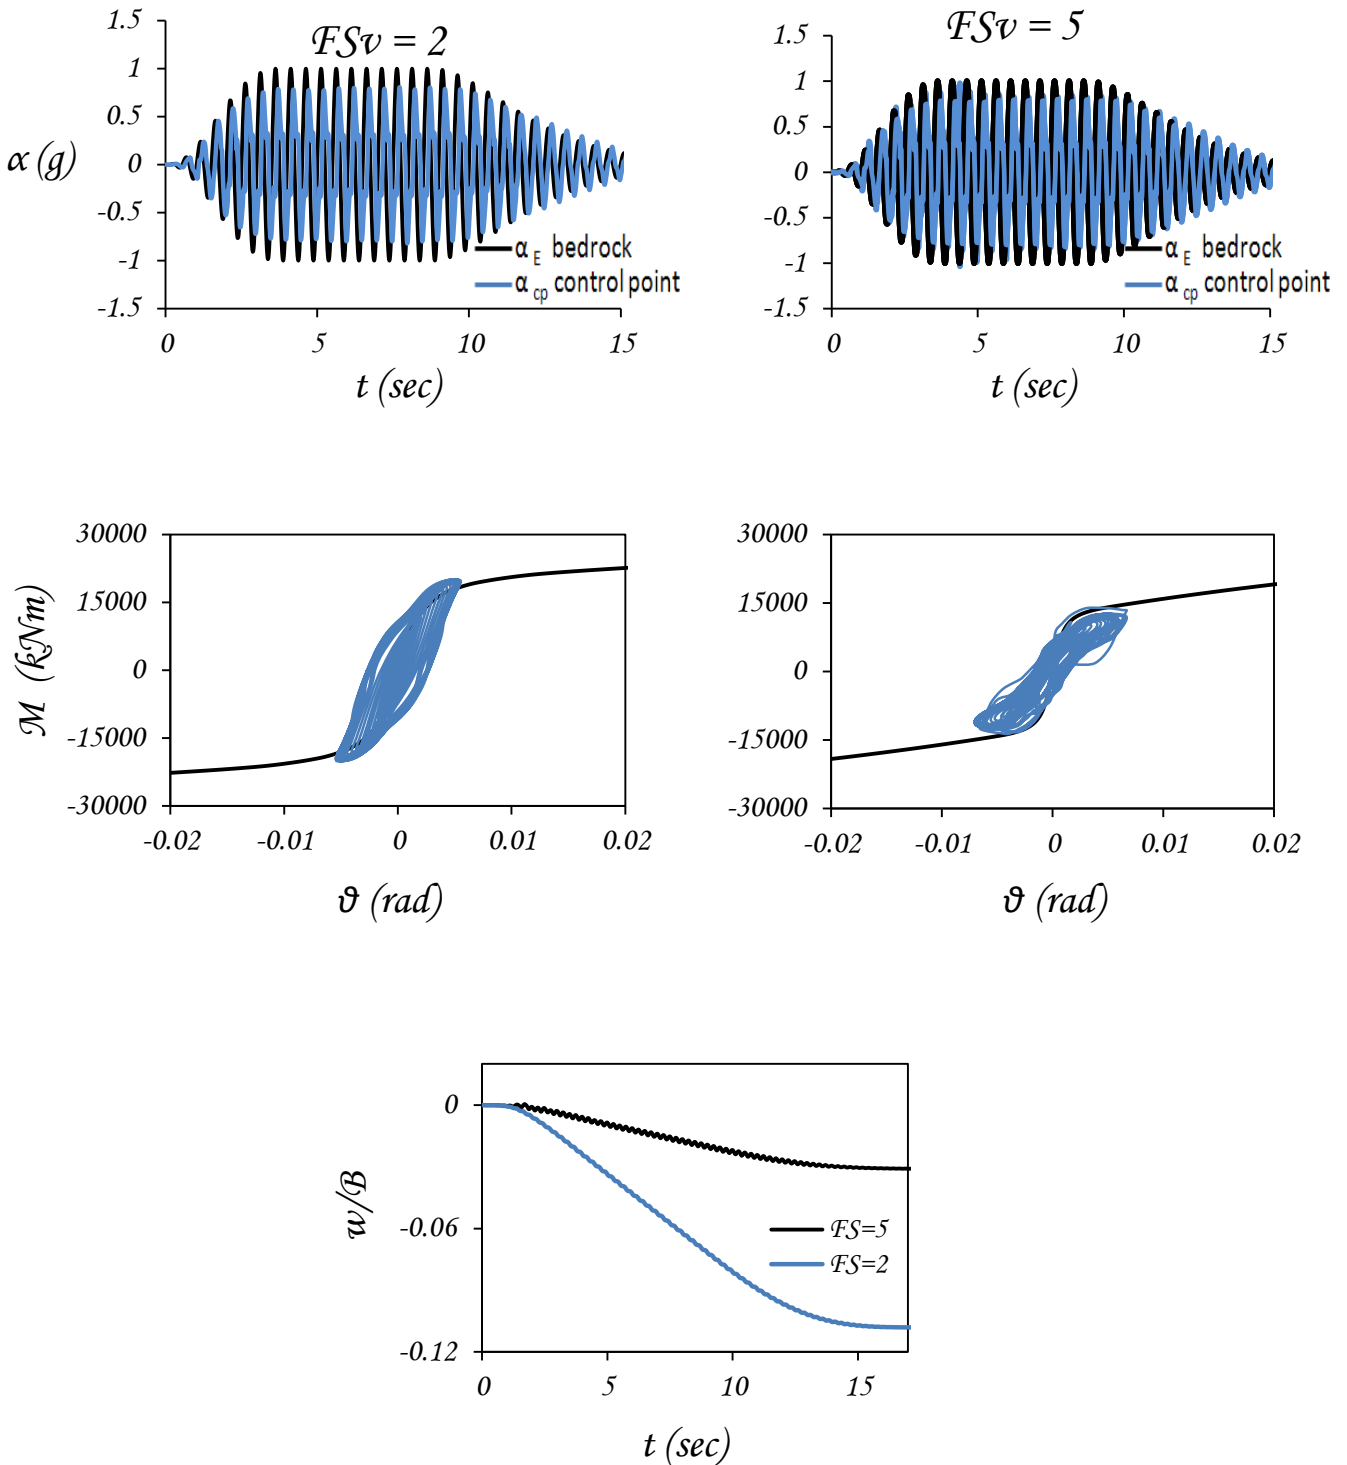 FSv = 2
1.5
1
0.5
0
-0.5
-1
-1.5
α (g)
α E bedrock
α cp control point
0 5 10 15
t (sec)
FSv = 5
1.5
1
0.5
0
-0.5
-1
-1.5
α E bedrock
α cp control point
0 5 10 15
t (sec)
30000
15000
0
-15000
-30000
M (kNm)
-0.02 -0.01 0 0.01 0.02
ϑ (rad)
30000
15000
0
-15000
-30000
-0.02 -0.01 0 0.01 0.02
ϑ (rad)
0
-0.06
-0.12
w/B
FS=5
FS=2
0 5 10 15
t (sec)